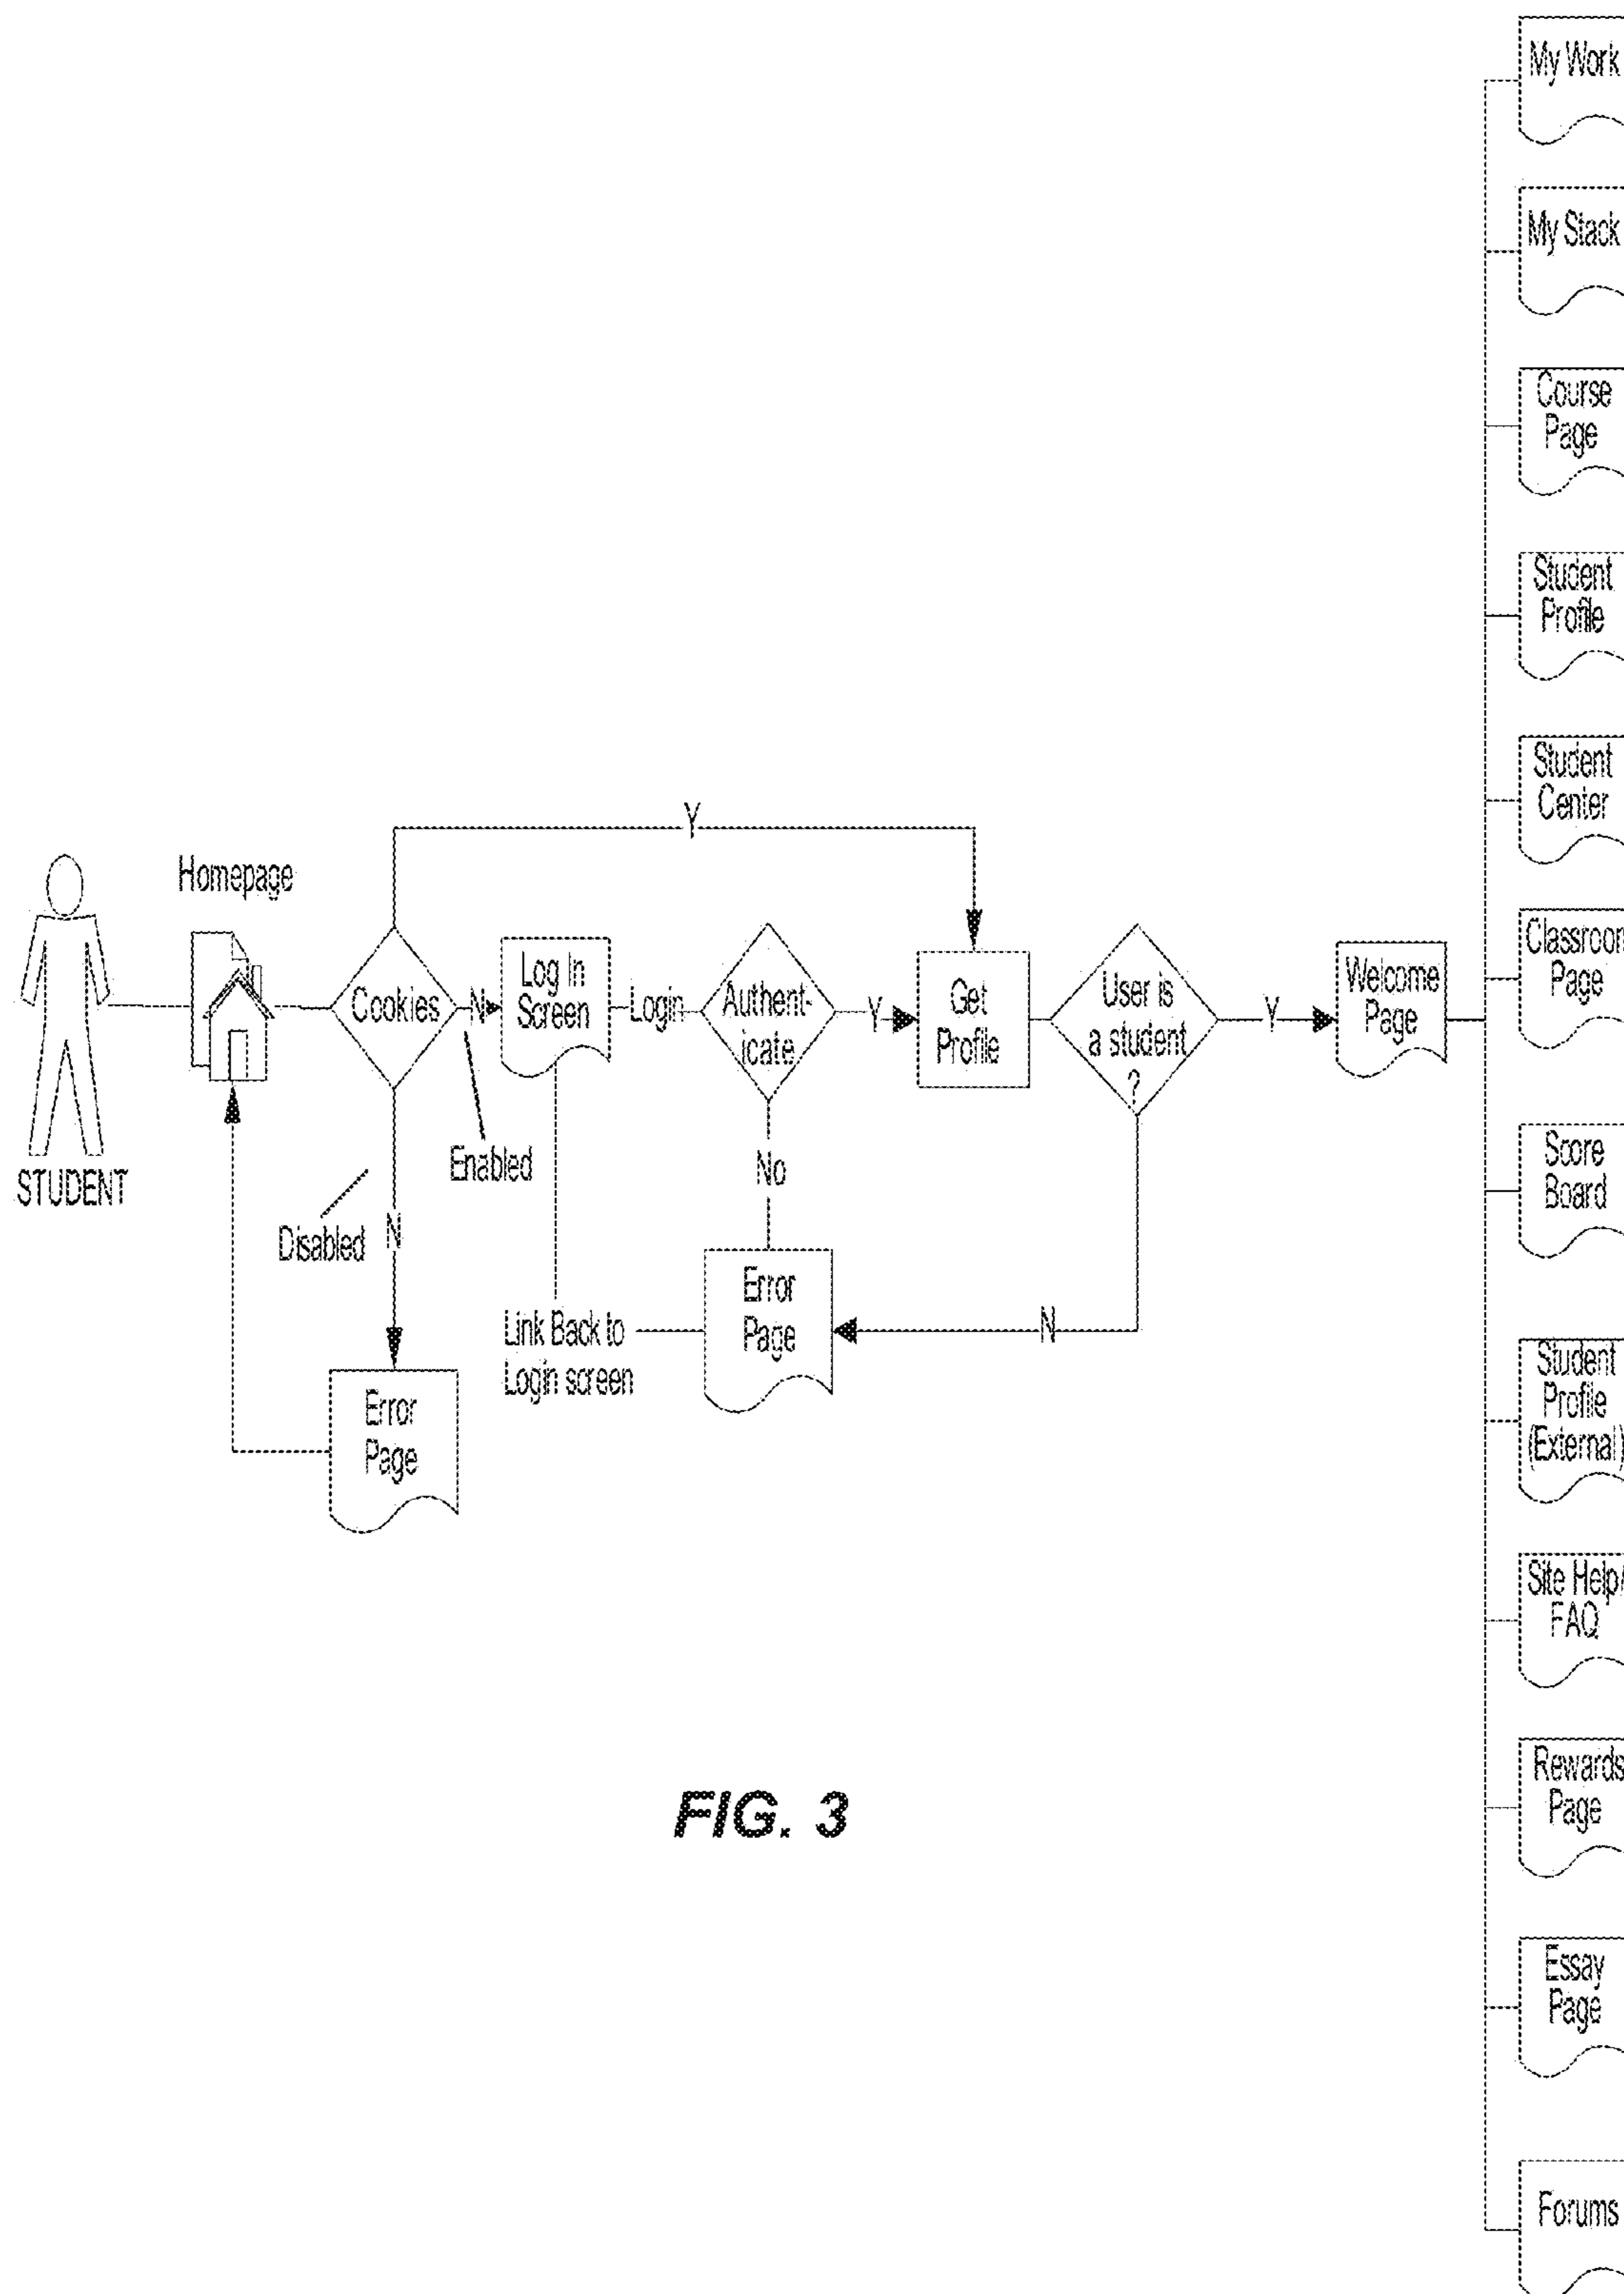 My Work
My Stack
Course
Page
Student
Profile
Student
Center
Y
Homepage
STUDENT
Cookies
N
Enabled
Disabled
N
Error
Page
Log In
Screen
Login
Authent-
icate
Y
No
Error
Page
Link Back to
Login screen
Get
Profile
User is
a student
?
N
Y
Welcome
Page
Page
Score
Board
Student
Profile
(External)
Site Help/
FAQ
Rewards
Page
Essay
Page
Forums
FIG. 3